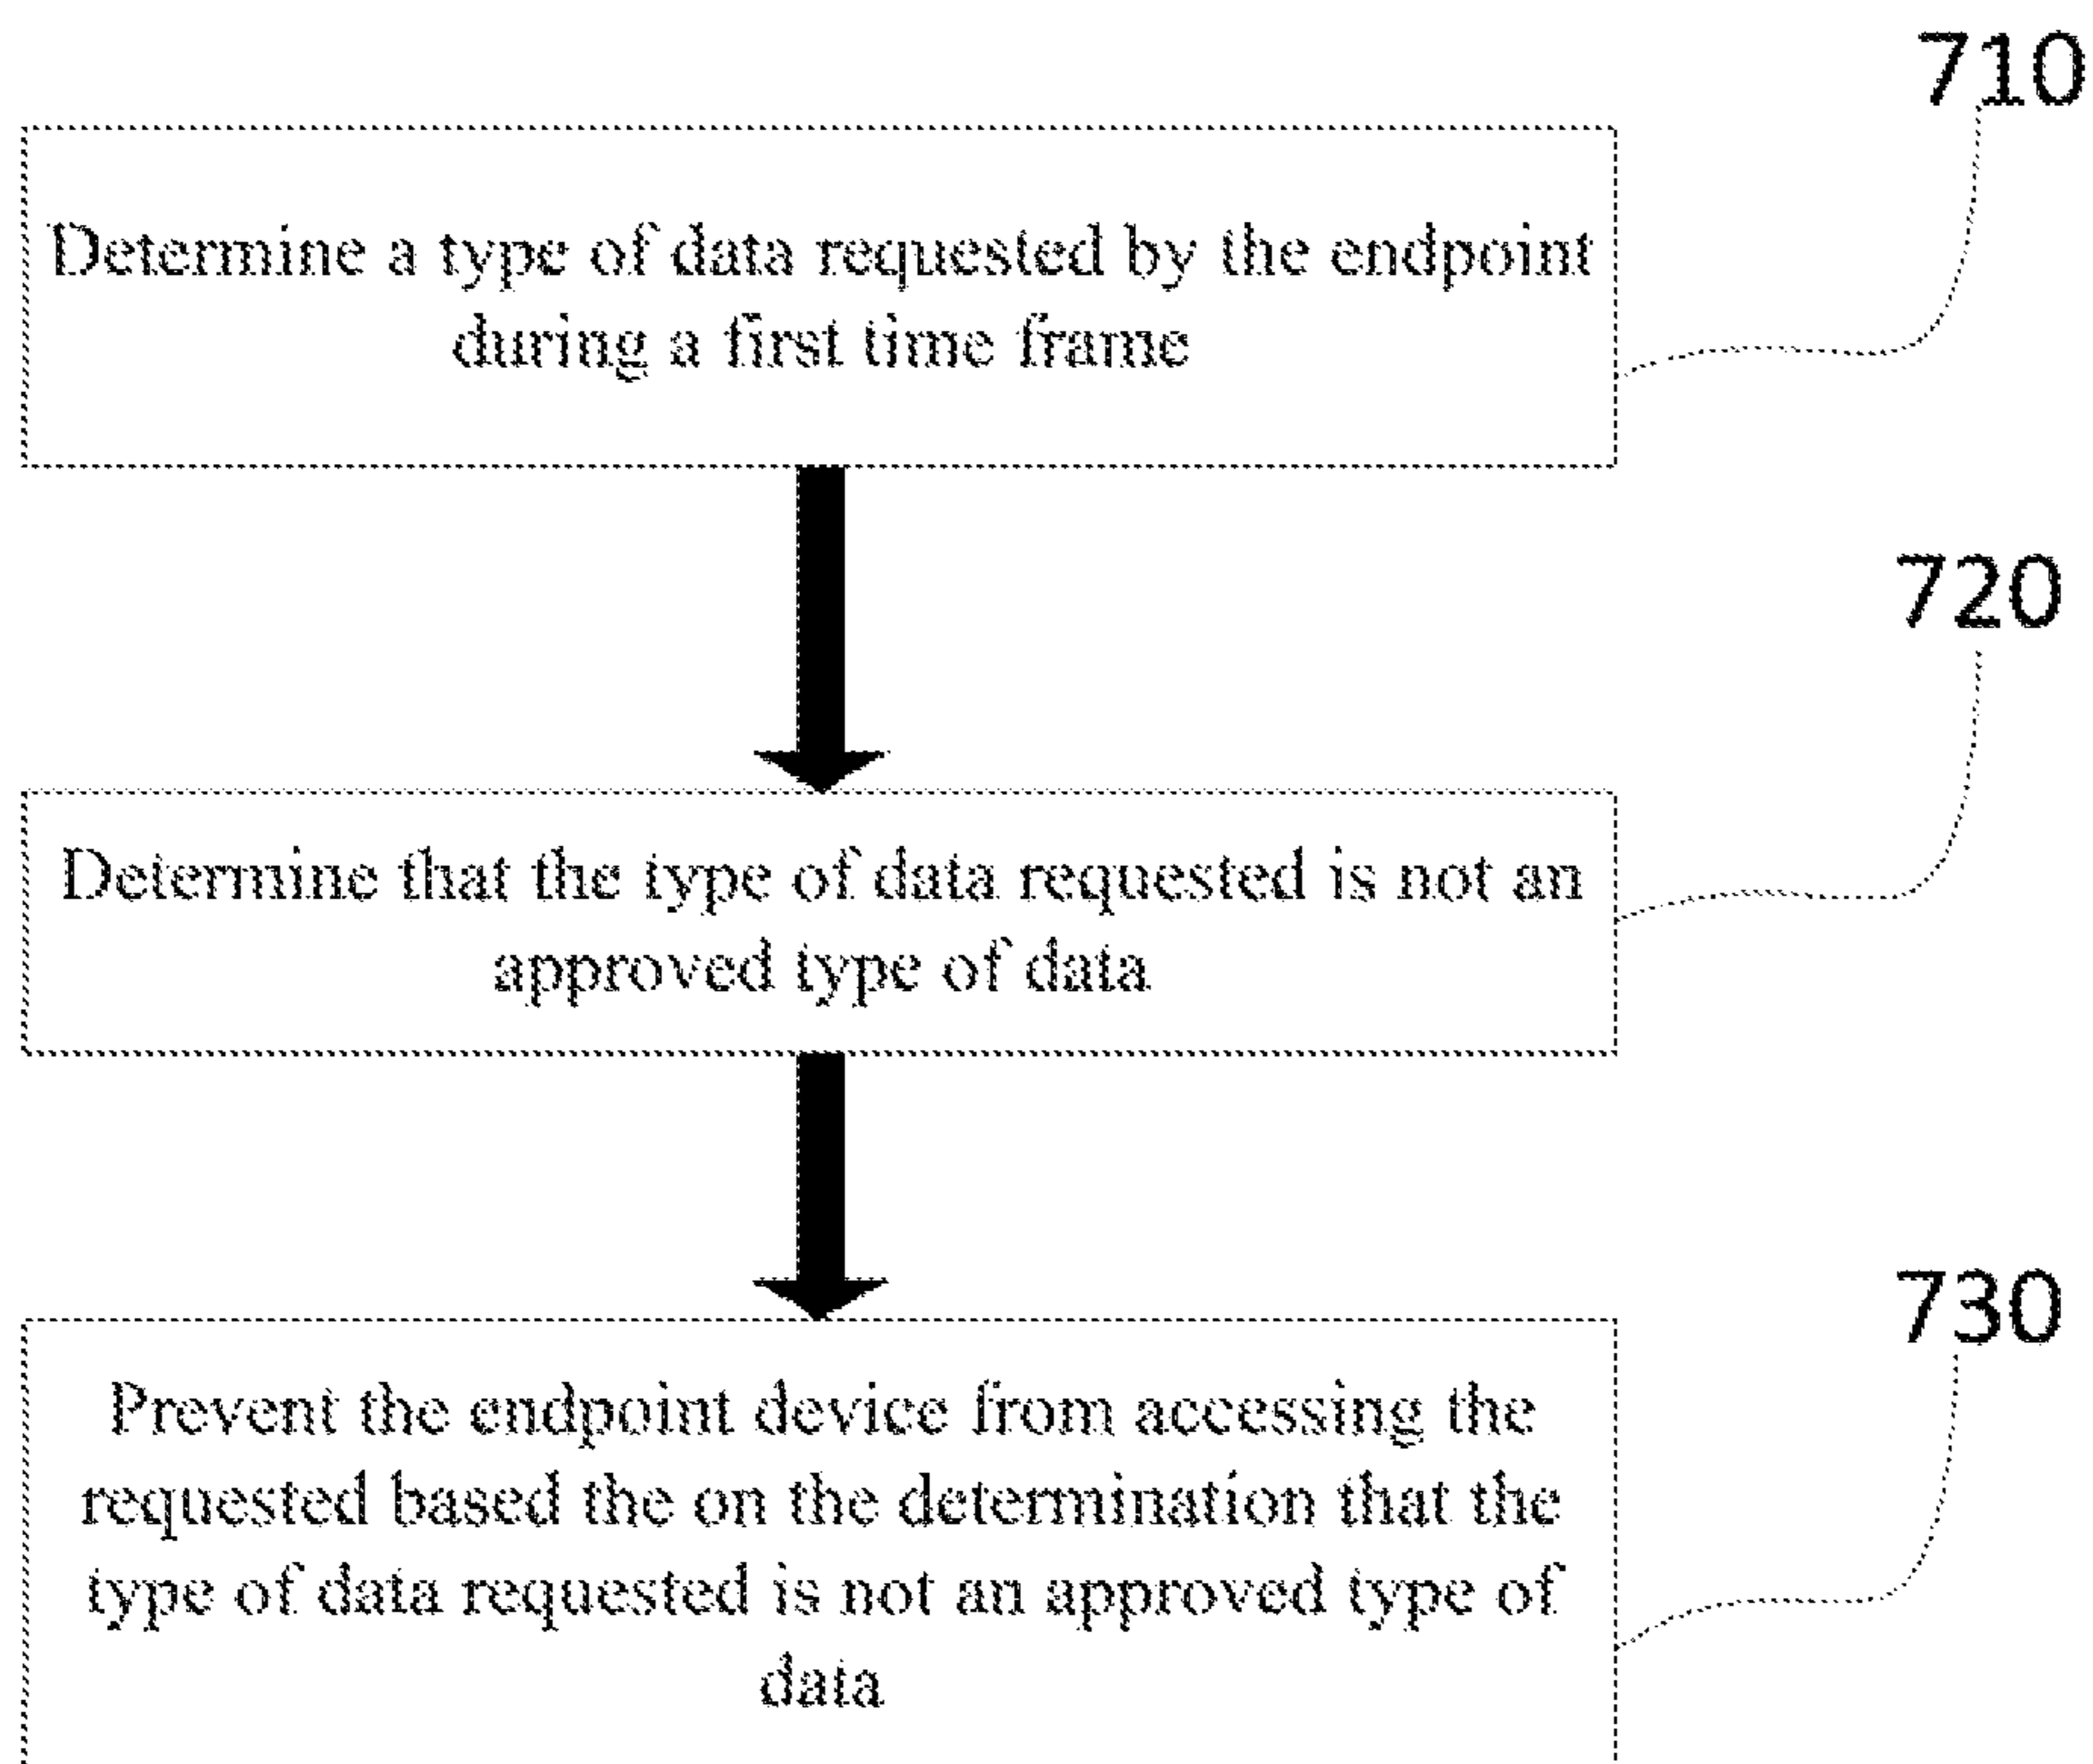 710
Determine a type of data requested by the endpoint
during a first time frame
720
Determine that the type of data requested is not an
approved type of data
730
Prevent the endpoint device from accessing the
requested based the on the determination that the
type of data requested is not an approved type of
data